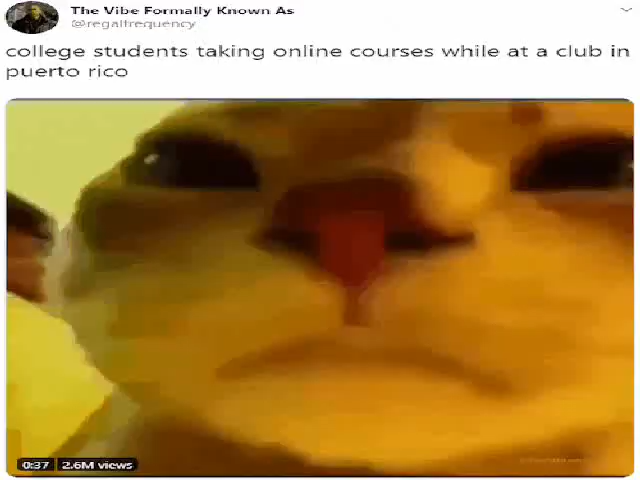 The Vibe Formally Known As
@regalfrequency
college students taking online courses while at a club in
puerto rico
0:37 2.6M views